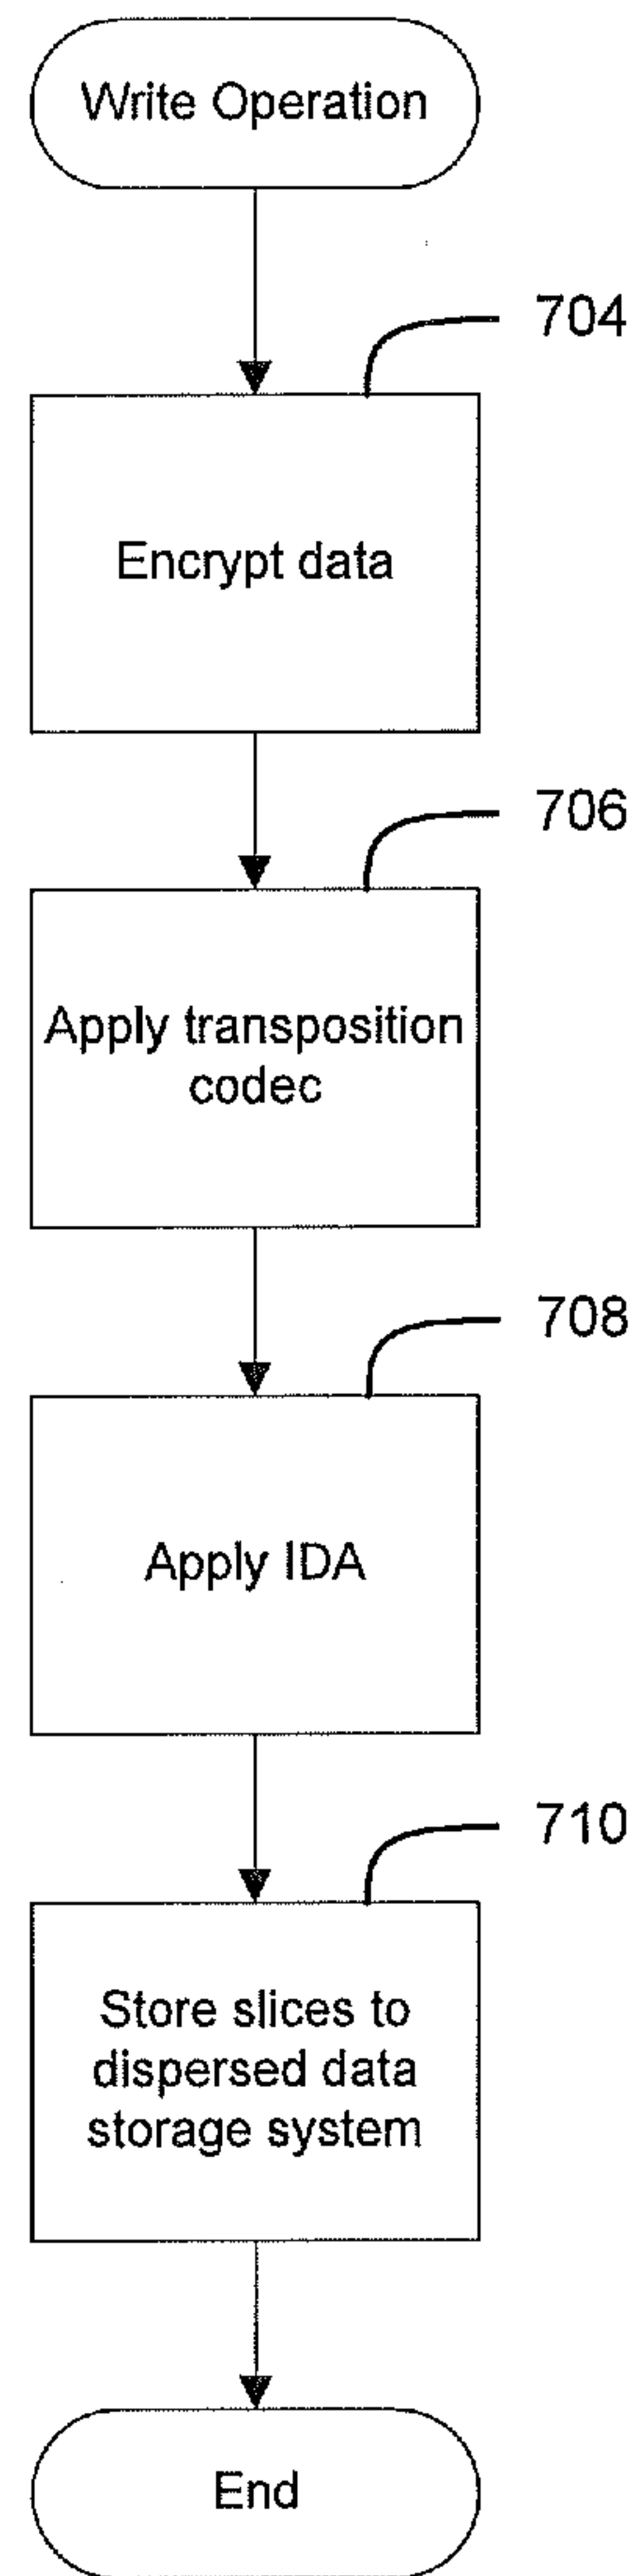 Write Operation
704
Encrypt data
706
Apply transposition
codec
708
Apply IDA
710
Store slices to
dispersed data
storage system
End